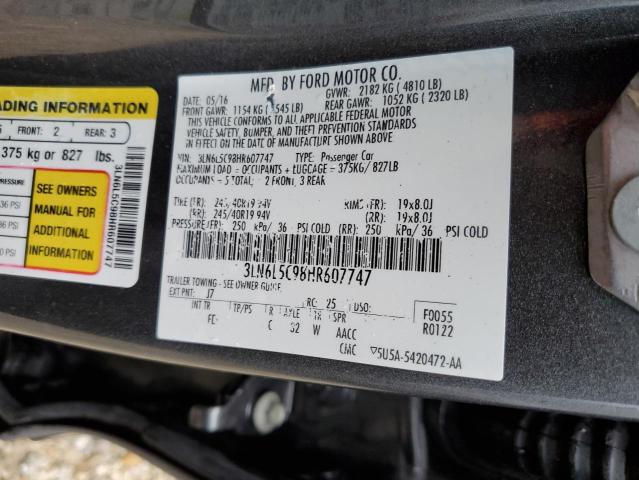 ADING INFORMATION
FRONT: 2 REAR: 3
375 kg or 827 lbs.
SEE OWNERS
MANUAL FOR
ADDITIONAL
INFORMATION
3LN6L5C98HR607747
MFD. BY FORD MOTOR CO.
DATE: 05/16 GVWR: 2182 KG ( 4810 LB)
FRONT GAWR: 1154 KG ( 545 LB) REAR GAWR: 1052 KG ( 2320 LB)
THIS VEHICLE CONFORMS TO ALL APPLICABLE FEDERAL MOTOR
VEHICLE SAFETY, BUMPER, AND THEFT PREVENTION STANDARDS IN
EFFECT ON THE DATE OF MANUFACTURE SHOWN ABOVE.
VIN: 3LN6L5C98HR607747 TYPE: Passenger Car
MAXIMUM LOAD = OCCUPANTS + LUGGAGE = 375KG/ 827LB
OCCUPANTS: 5 TOTAL 2 FRONT, 3 REAR
TIRE (FR): 245/40R19 94V RIMS (FR): 19x8.0J
(RR): 245/40R19 94V (RR): 19x8.0J
PRESSURE(FR): 250 kPa/ 36 PSI COLD (RR): 250 kPa/ 36 PSI COLD
3LN6L5C98HR607747
TRAILER TOWING - SEE OWNER GUIDE.
EXT PNT: J7 RC: 25 DSO: F0055
INT TR TP/PS R AXLE TR SPR R0122
C 32 W AACC
CMC 5U5A-5420472-AA